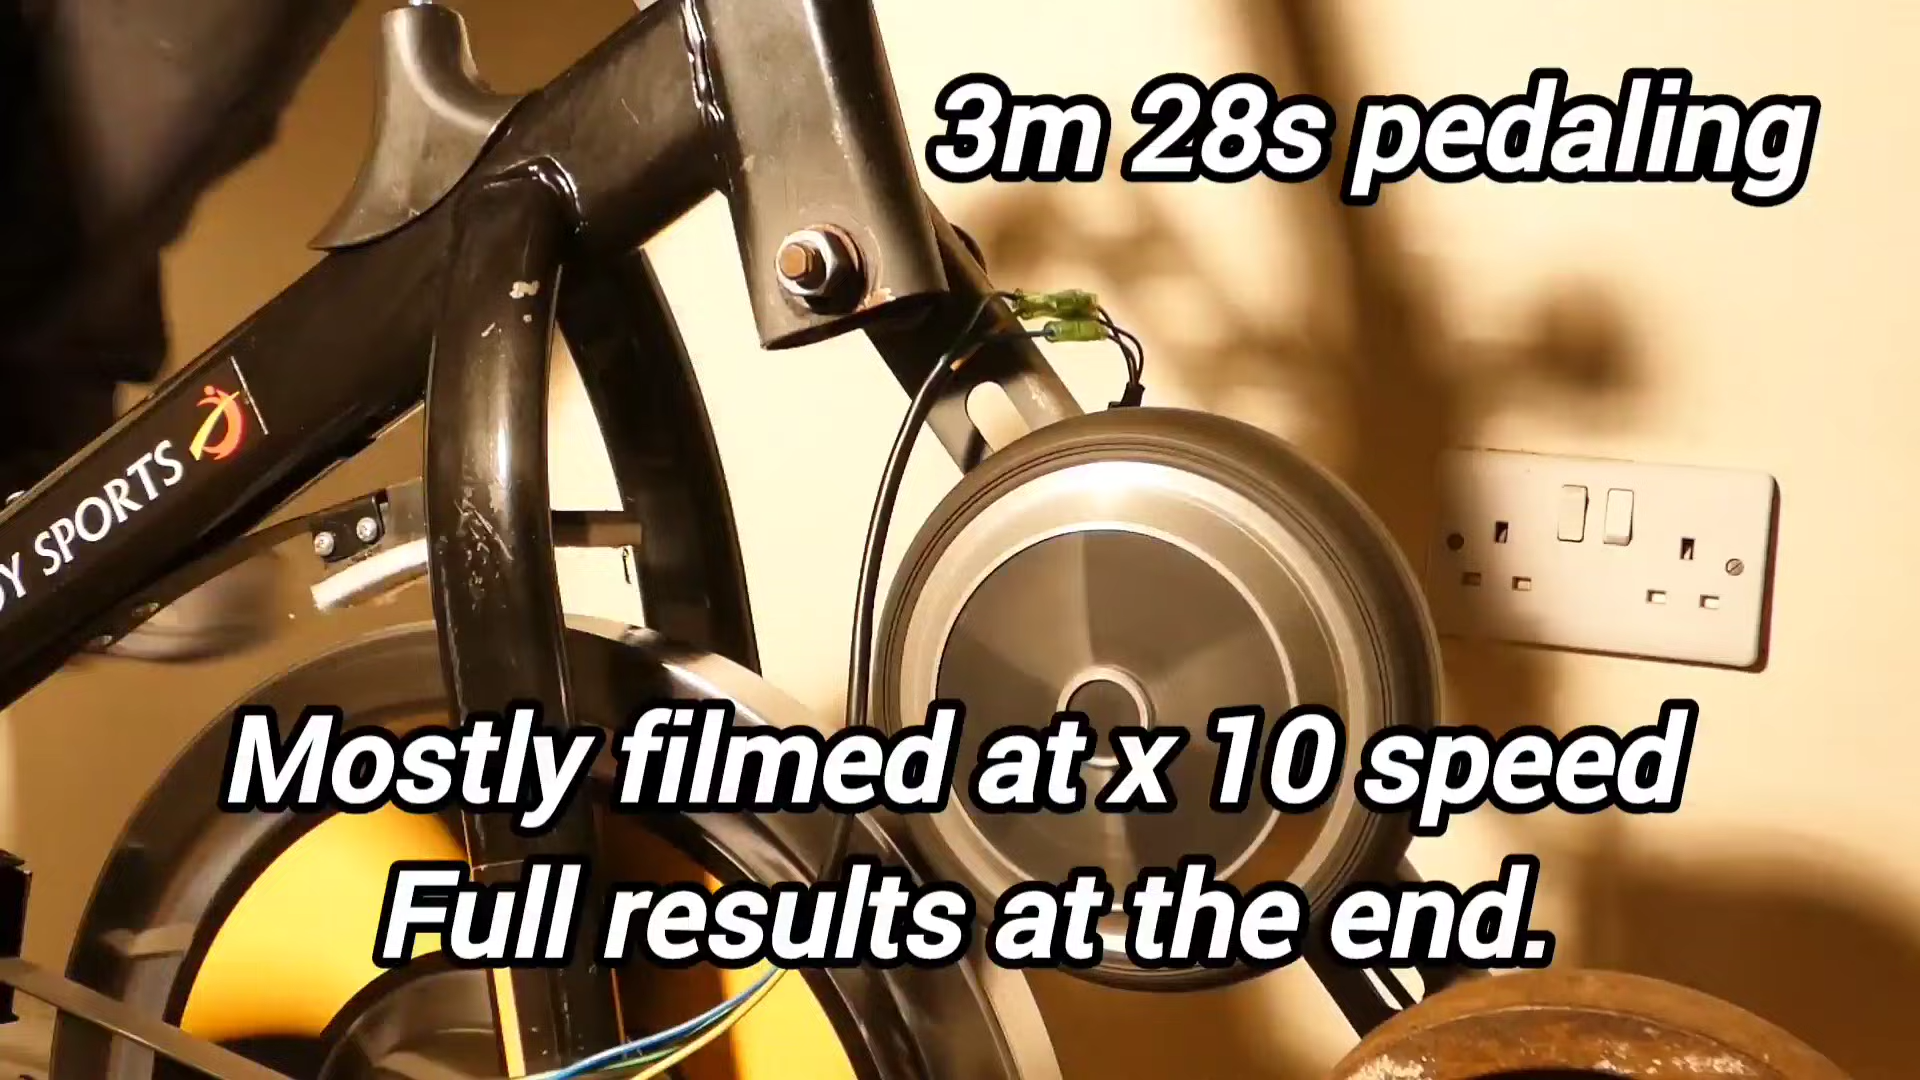 3m 28s pedaling
Y SPORTS
Mostly filmed at x 10 speed
Full results at the end.